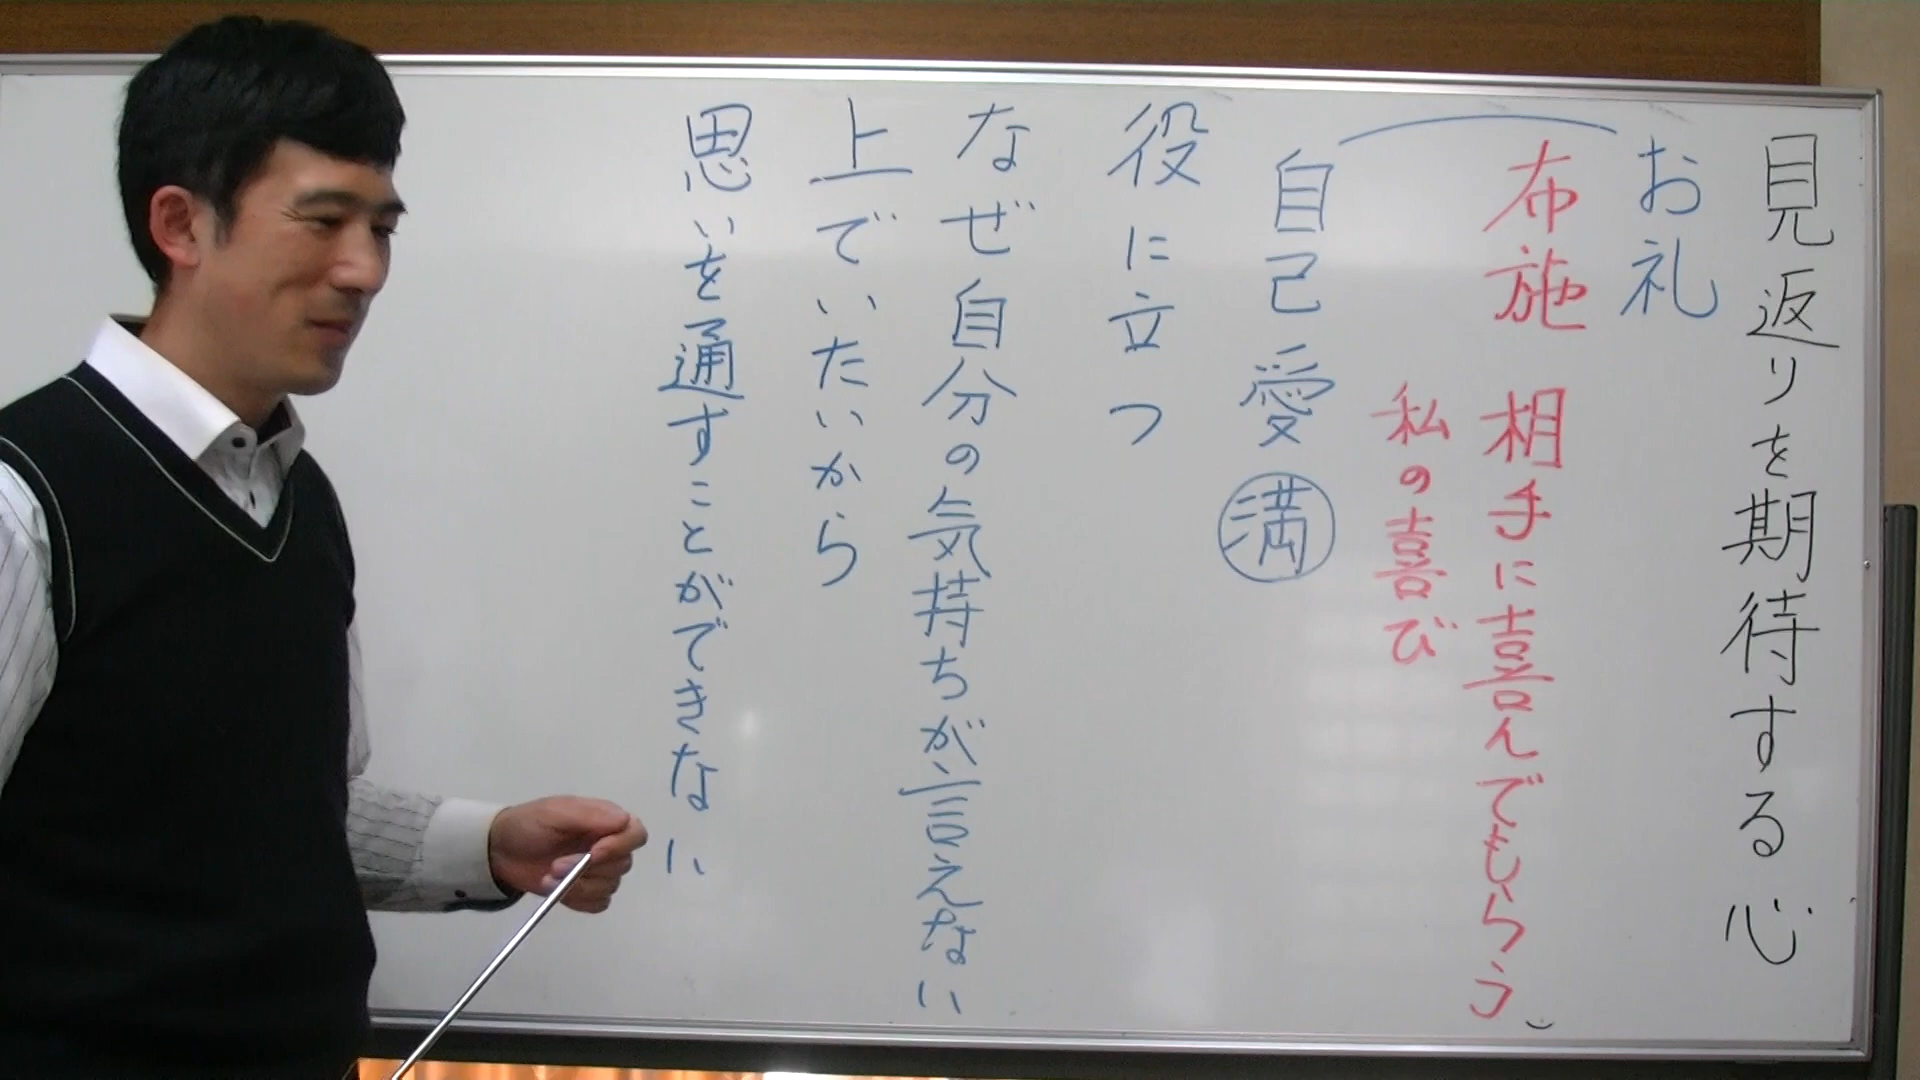 見返りを期待する心
お礼
布施 相手に喜んでもらう
私の喜び
自己愛 満
役に立つ
なぜ自分の気持ちが言えない
上でいたいから
思いを通すことができない